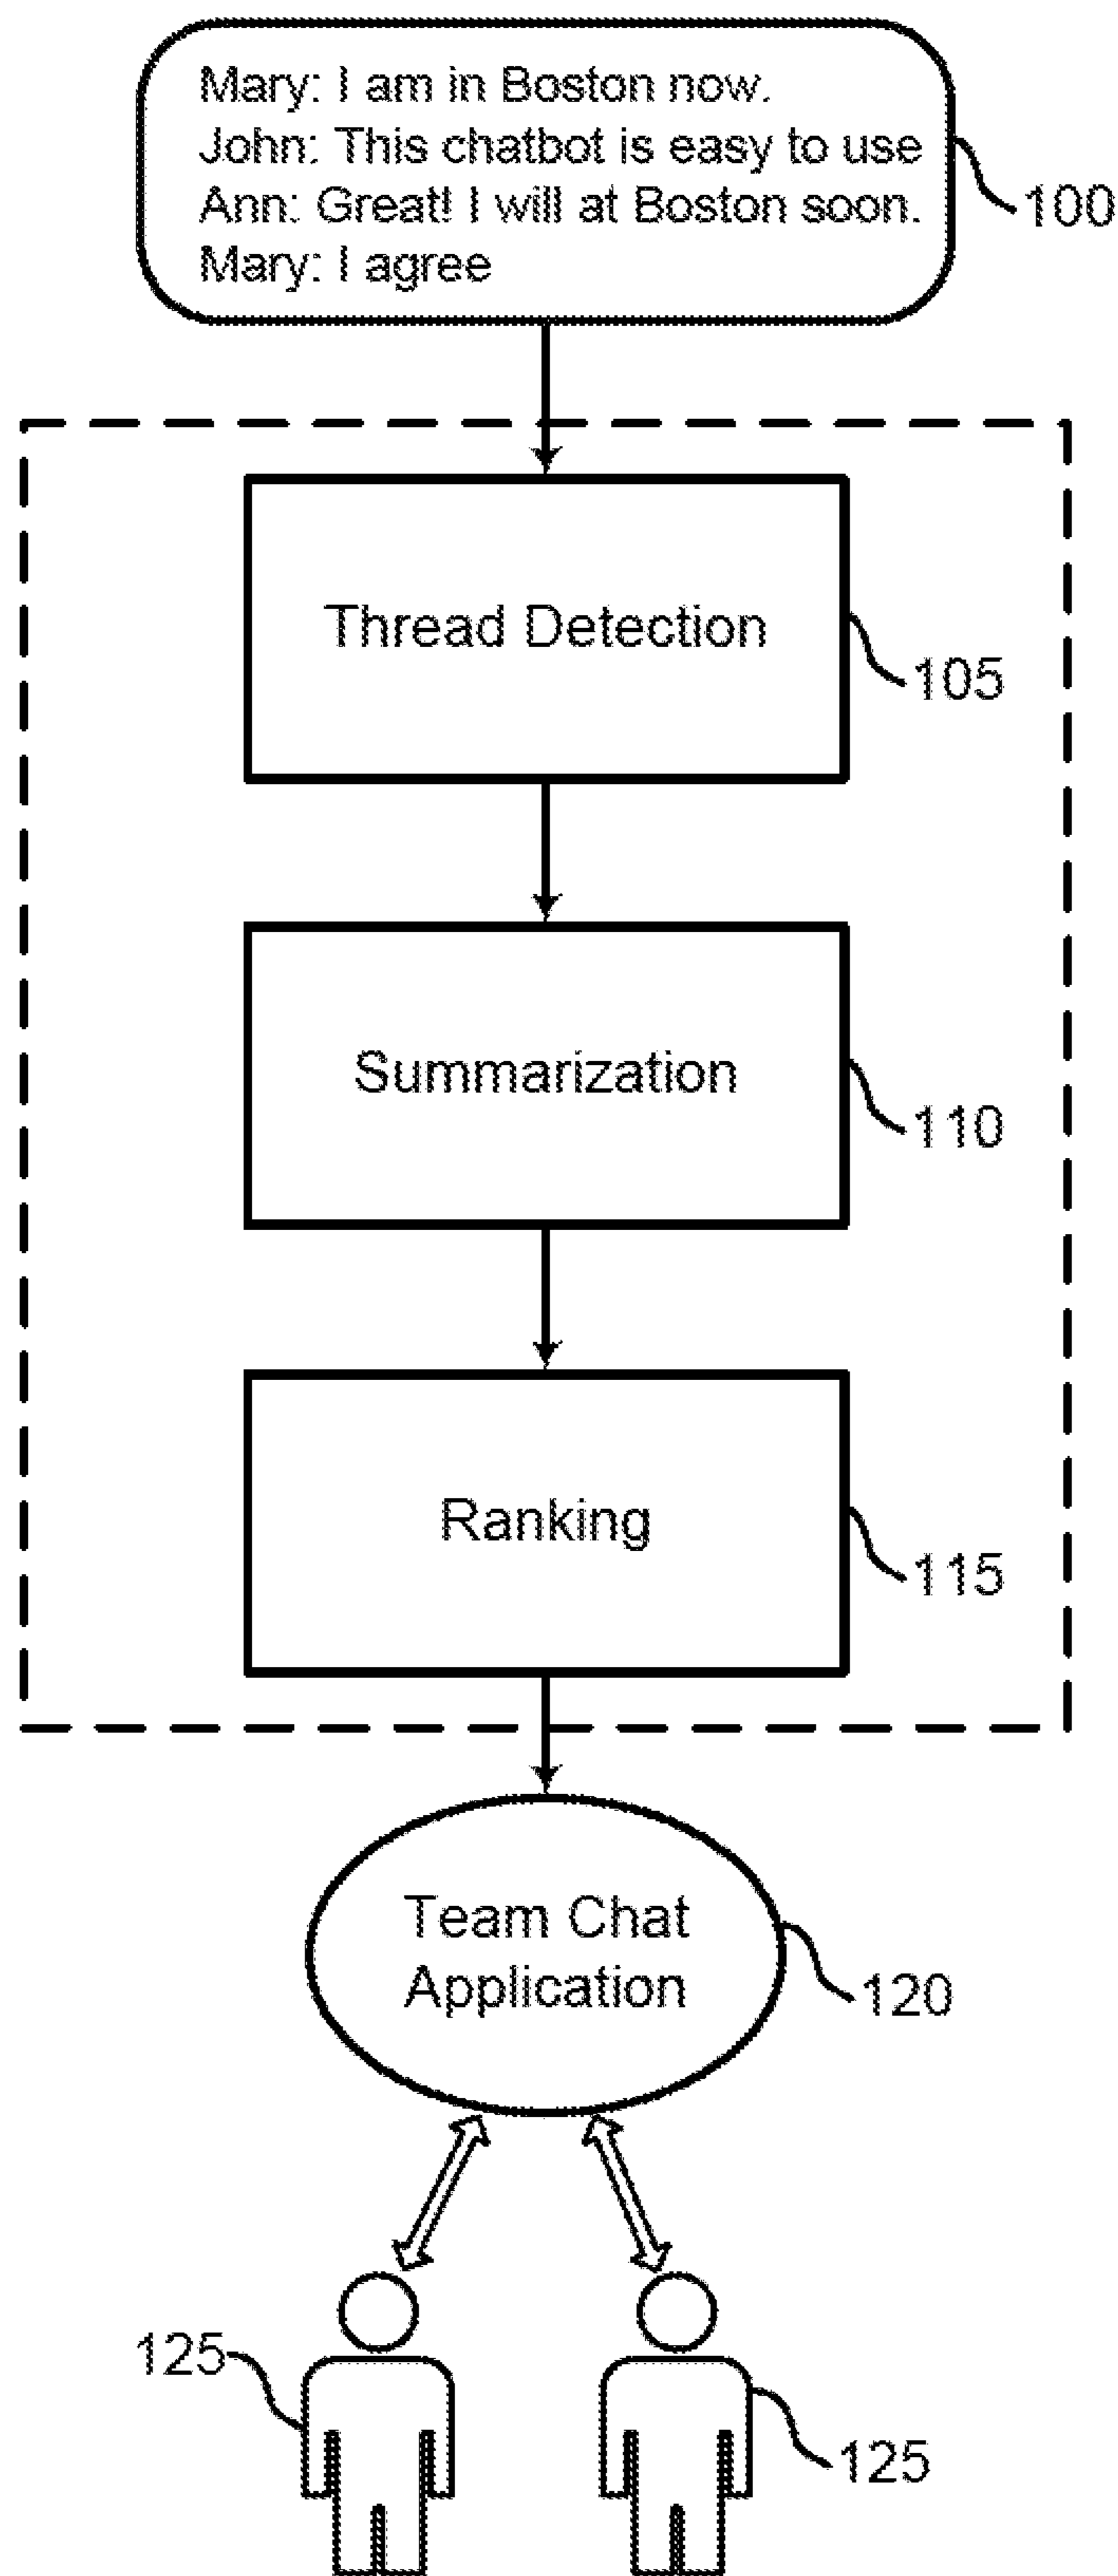 Mary: I am in Boston now.
John: This chatbot is easy to use
Ann: Great! I will at Boston soon.
Mary: I agree
100
Thread Detection
105
Summarization
110
Ranking
115
Team Chat
Application
120
125
125